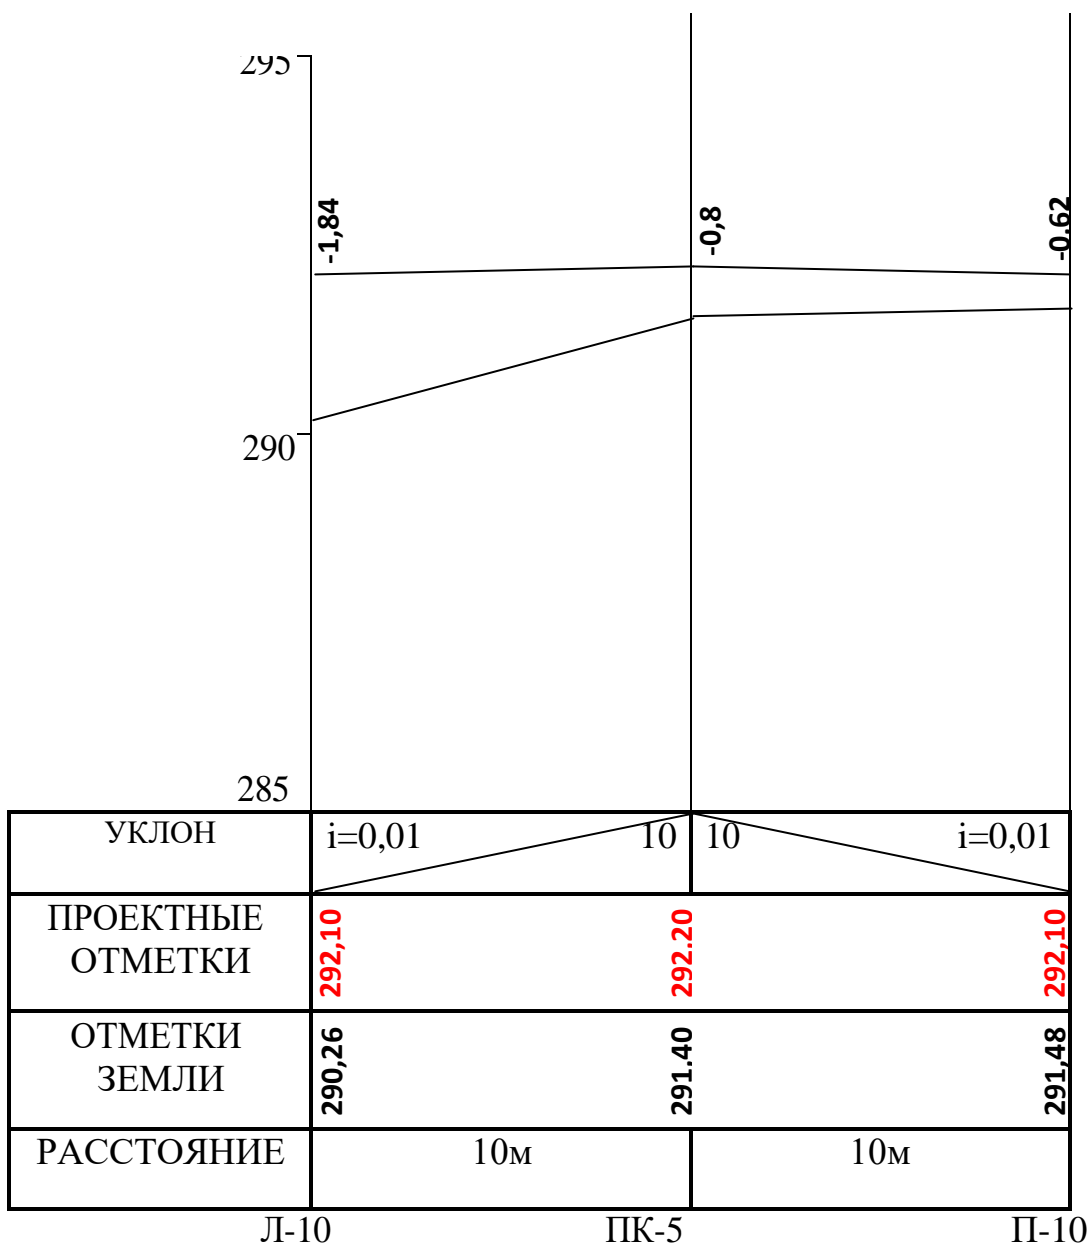 295
-1,84
-0,8
-0.62
290
285
УКЛОН
i=0,01
10
10
i=0,01
ПРОЕКТНЫЕ
ОТМЕТКИ
292,10
292.20
292,10
ОТМЕТКИ
ЗЕМЛИ
290,26
291.40
291,48
РАССТОЯНИЕ
10м
10м
Л-10
ПК-5
П-10